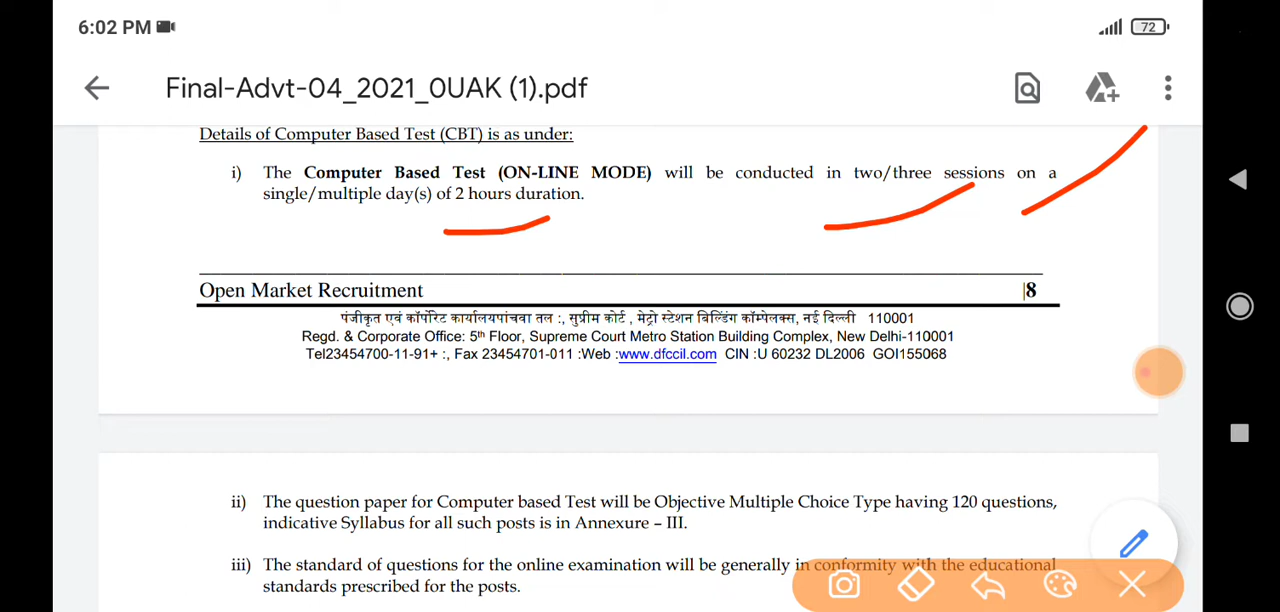 6:02 PM
72
Final-Advt-04_2021_0UAK (1).pdf
Details of Computer Based Test (CBT) is as under:
i) The Computer Based Test (ON-LINE MODE) will be conducted in two/three sessions on a
single/multiple day(s) of 2 hours duration.
Open Market Recruitment |8
पंजीकृत एवं कॉर्पोरेट कार्यालयपांचवा तल :, सुप्रीम कोर्ट , मेट्रो स्टेशन बिल्डिंग कॉम्पेलक्स, नई दिल्ली 110001
Regd. & Corporate Office: 5th Floor, Supreme Court Metro Station Building Complex, New Delhi-110001
Tel23454700-11-91+ :, Fax 23454701-011 :Web :www.dfccil.com CIN :U 60232 DL2006 GOI155068
ii) The question paper for Computer based Test will be Objective Multiple Choice Type having 120 questions,
indicative Syllabus for all such posts is in Annexure – III.
iii) The standard of questions for the online examination will be generally in conformity with the educational
standards prescribed for the posts.